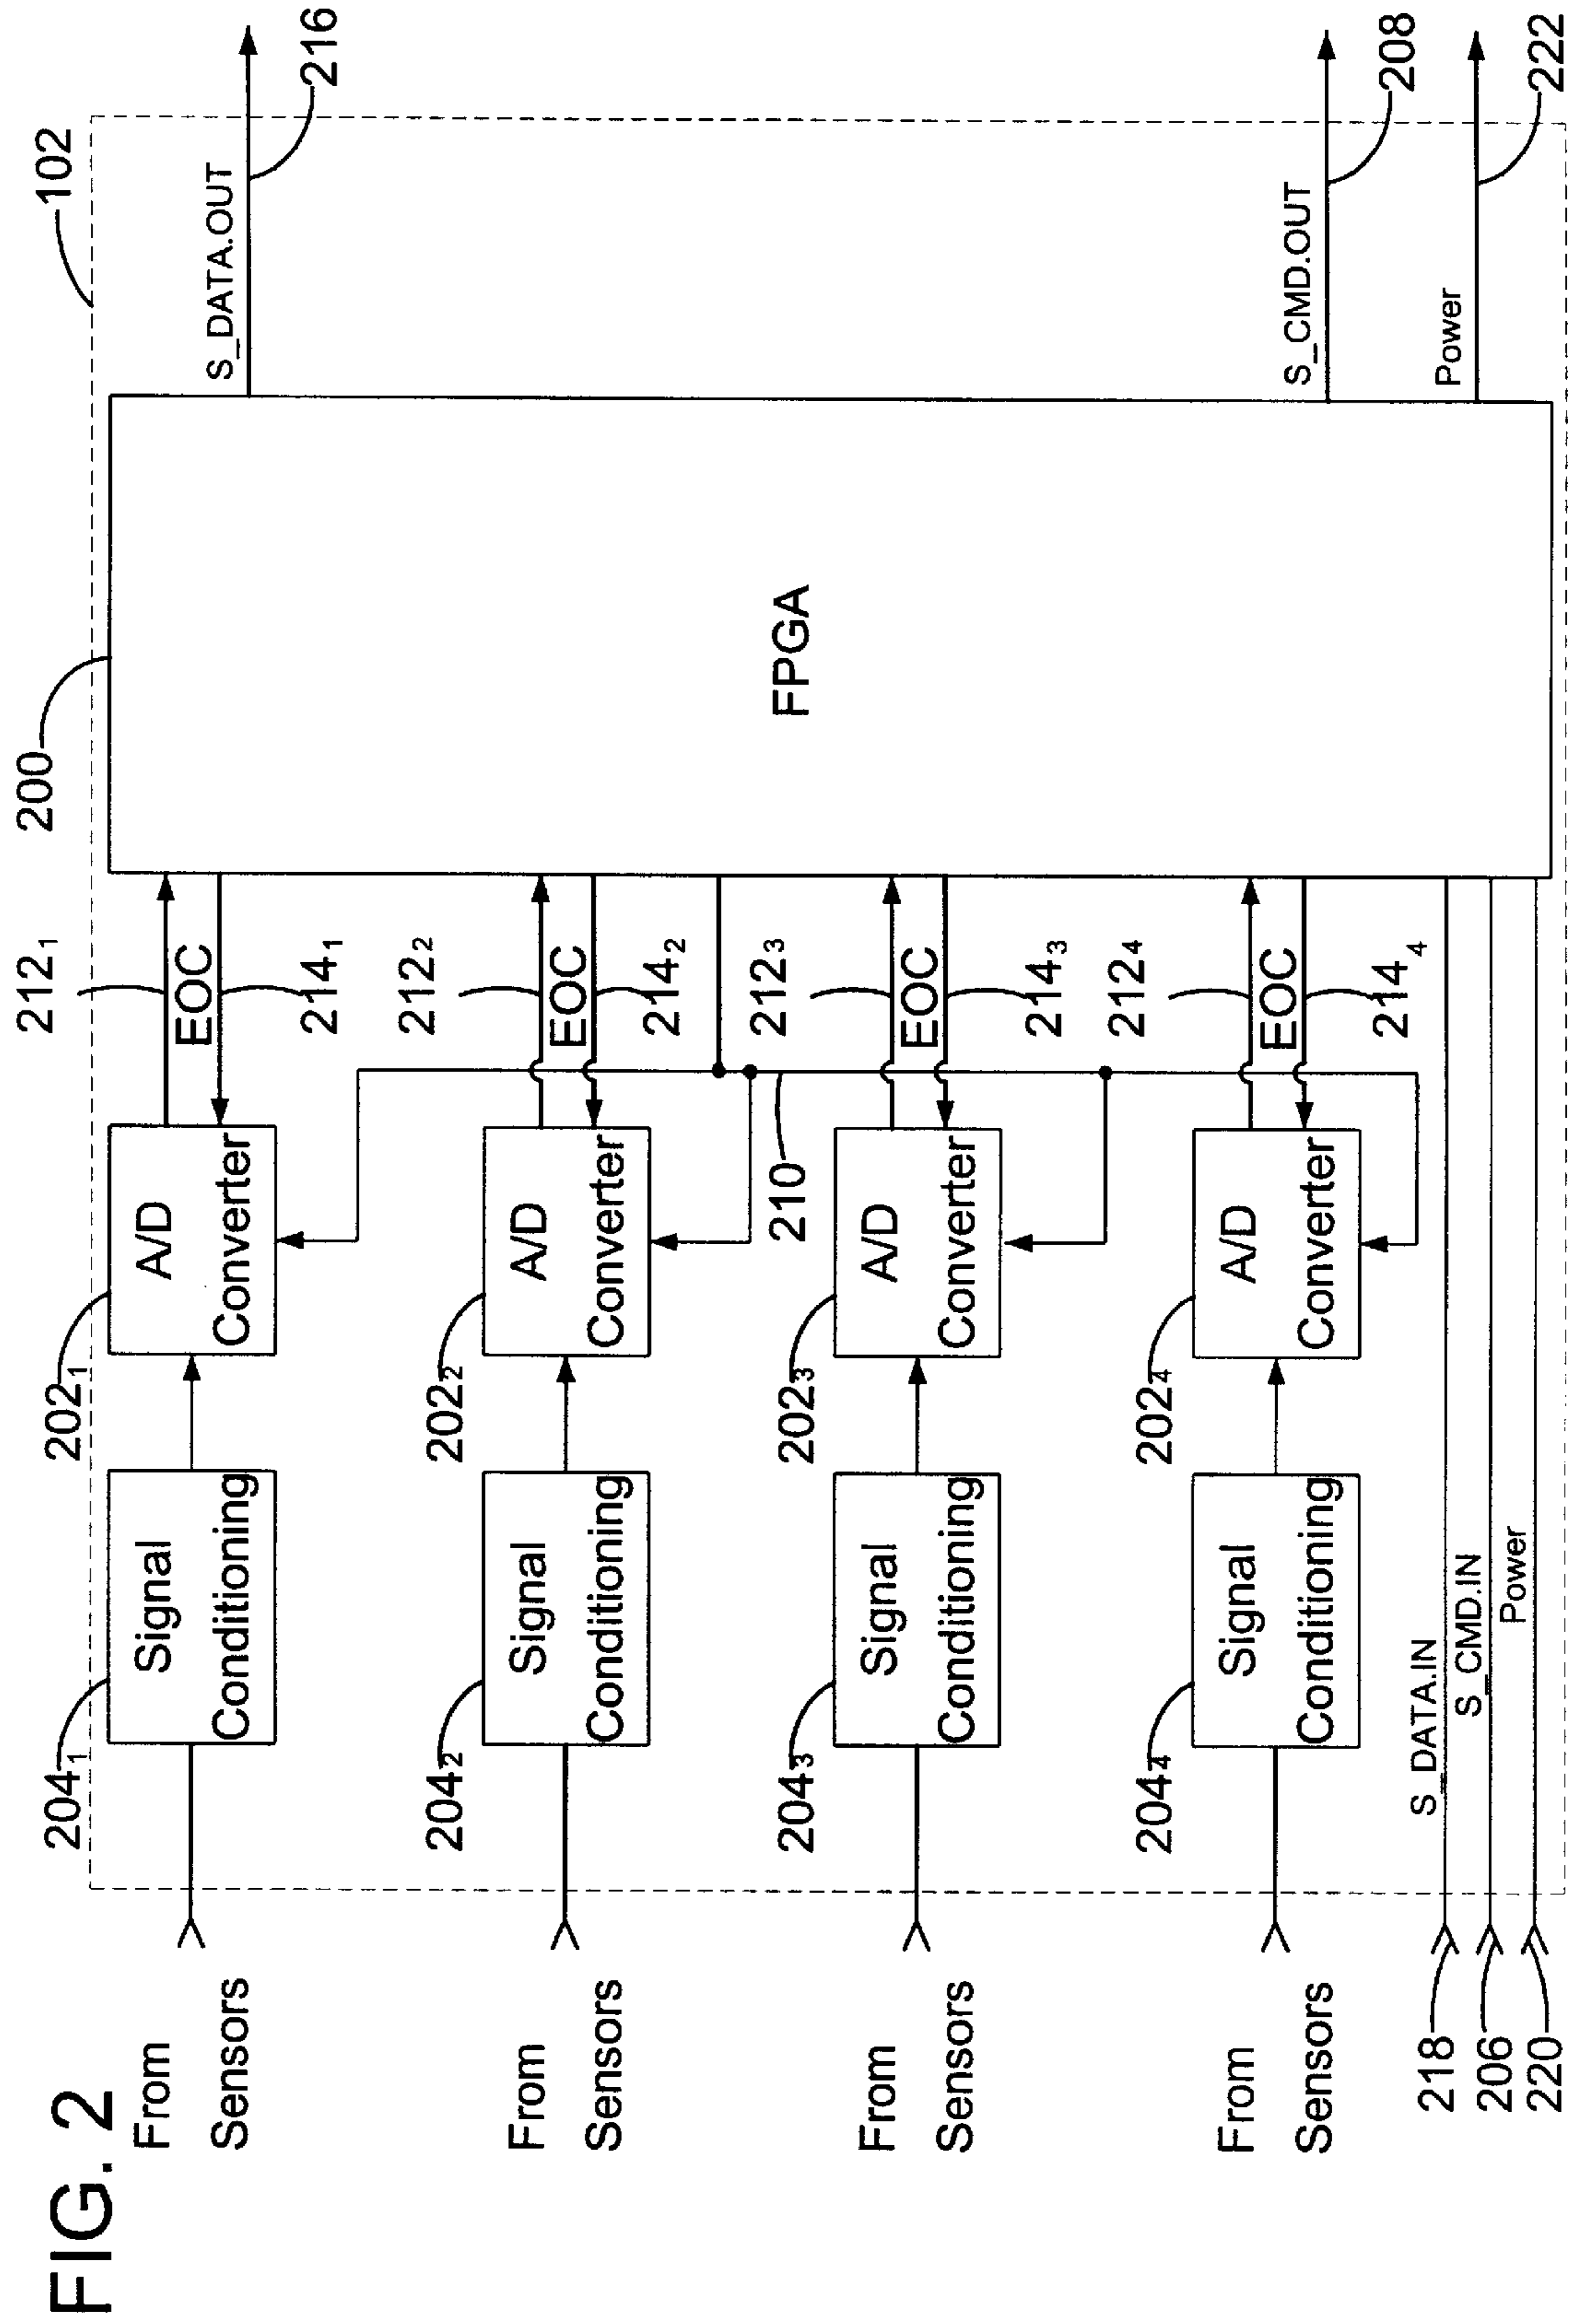 FIG. 2
102
200
212₁
EOC
214₁
202₁
A/D
Converter
204₁
Signal
Conditioning
From
Sensors
S_DATA.OUT
216
212₂
EOC
214₂
202₂
A/D
Converter
204₂
Signal
Conditioning
From
Sensors
FPGA
210
212₃
EOC
214₃
202₃
A/D
Converter
204₃
Signal
Conditioning
From
Sensors
212₄
EOC
214₄
202₄
A/D
Converter
204₄
Signal
Conditioning
From
Sensors
S_CMD.OUT
208
Power
222
S_DATA.IN
218
S_CMD.IN
206
Power
220